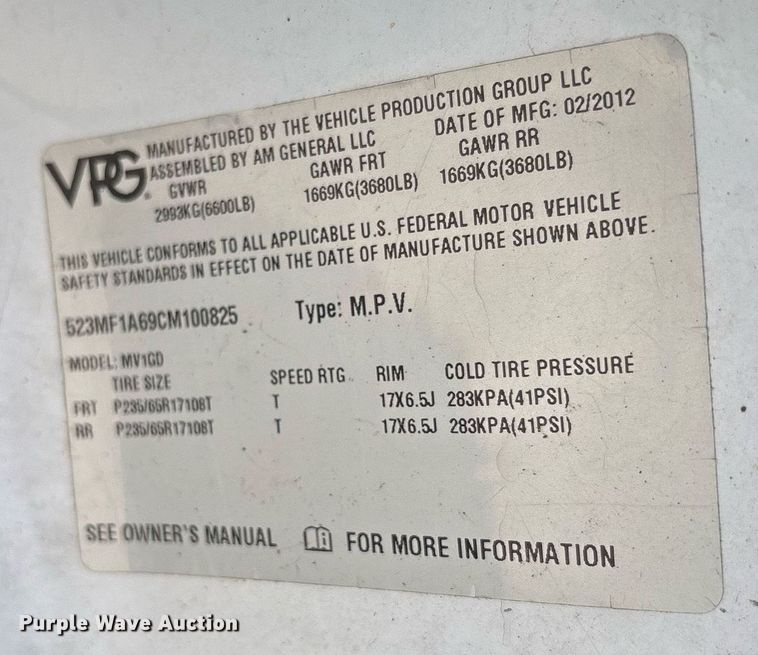 VPG
MANUFACTURED BY THE VEHICLE PRODUCTION GROUP LLC
ASSEMBLED BY AM GENERAL LLC DATE OF MFG: 02/2012
GVWR GAWR FRT GAWR RR
2993KG(6600LB) 1669KG(3680LB) 1669KG(3680LB)
THIS VEHICLE CONFORMS TO ALL APPLICABLE U.S. FEDERAL MOTOR VEHICLE
SAFETY STANDARDS IN EFFECT ON THE DATE OF MANUFACTURE SHOWN ABOVE.
523MF1A69CM100825 Type: M.P.V.
MODEL: MV1GD
TIRE SIZE SPEED RTG RIM COLD TIRE PRESSURE
FRT P235/65R17108T T 17X6.5J 283KPA(41PSI)
RR P235/65R17108T T 17X6.5J 283KPA(41PSI)
SEE OWNER'S MANUAL FOR MORE INFORMATION
Purple Wave Auction